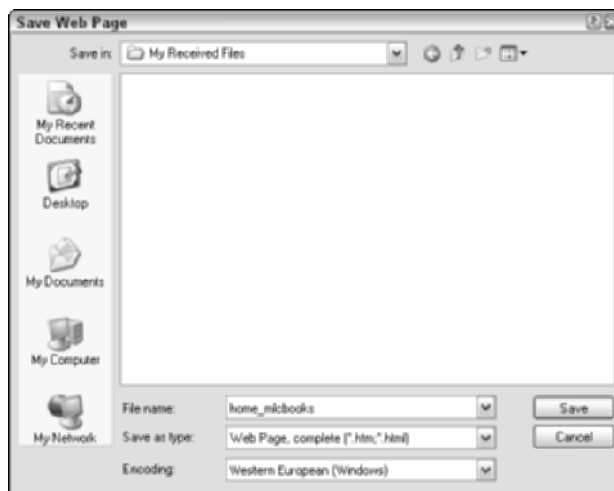 Save Web Page
Save in: My Received Files
My Recent
Documents
Desktop
My Documents
My Computer
My Network
File name: home_micbooks Save
Save as type: Web Page, complete (*.htm;*.html) Cancel
Encoding: Western European (Windows)